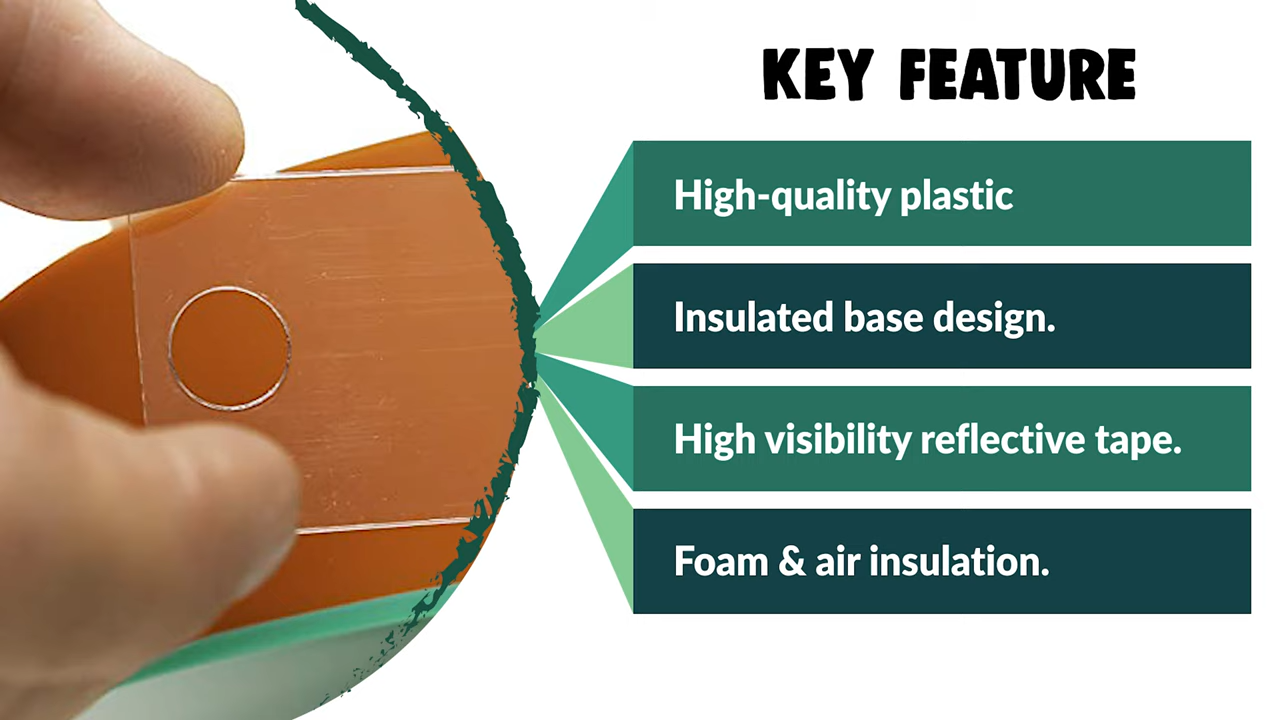 KEY FEATURE
High-quality plastic
Insulated base design.
High visibility reflective tape.
Foam & air insulation.